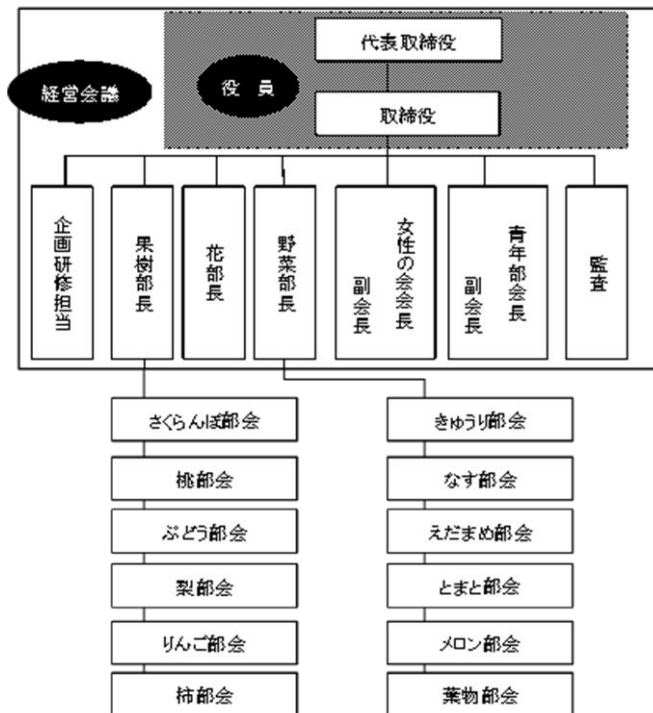 代表取締役
経営会議
役 員
取締役
企画研修担当
果樹部長
花部長
野菜部長
女性の会会長
副会長
青年部会長
副会長
監査
さくらんぼ部会
きゅうり部会
桃部会
なす部会
ぶどう部会
えだまめ部会
梨部会
とまと部会
りんご部会
メロン部会
柿部会
葉物部会